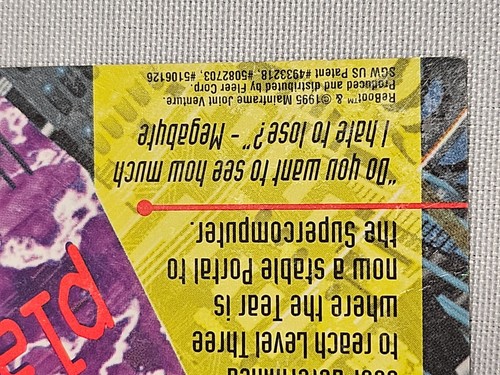 to reach Level Three
where the Tear is
now a stable Portal to
the Supercomputer.
"Do you want to see how much
I hate to lose?" - Megabyte
ReBoot™ & ©1995 Mainframe Joint Venture.
Produced and distributed by Fleer Corp.
SGW US Patent #4933218, #5082703, #5106126